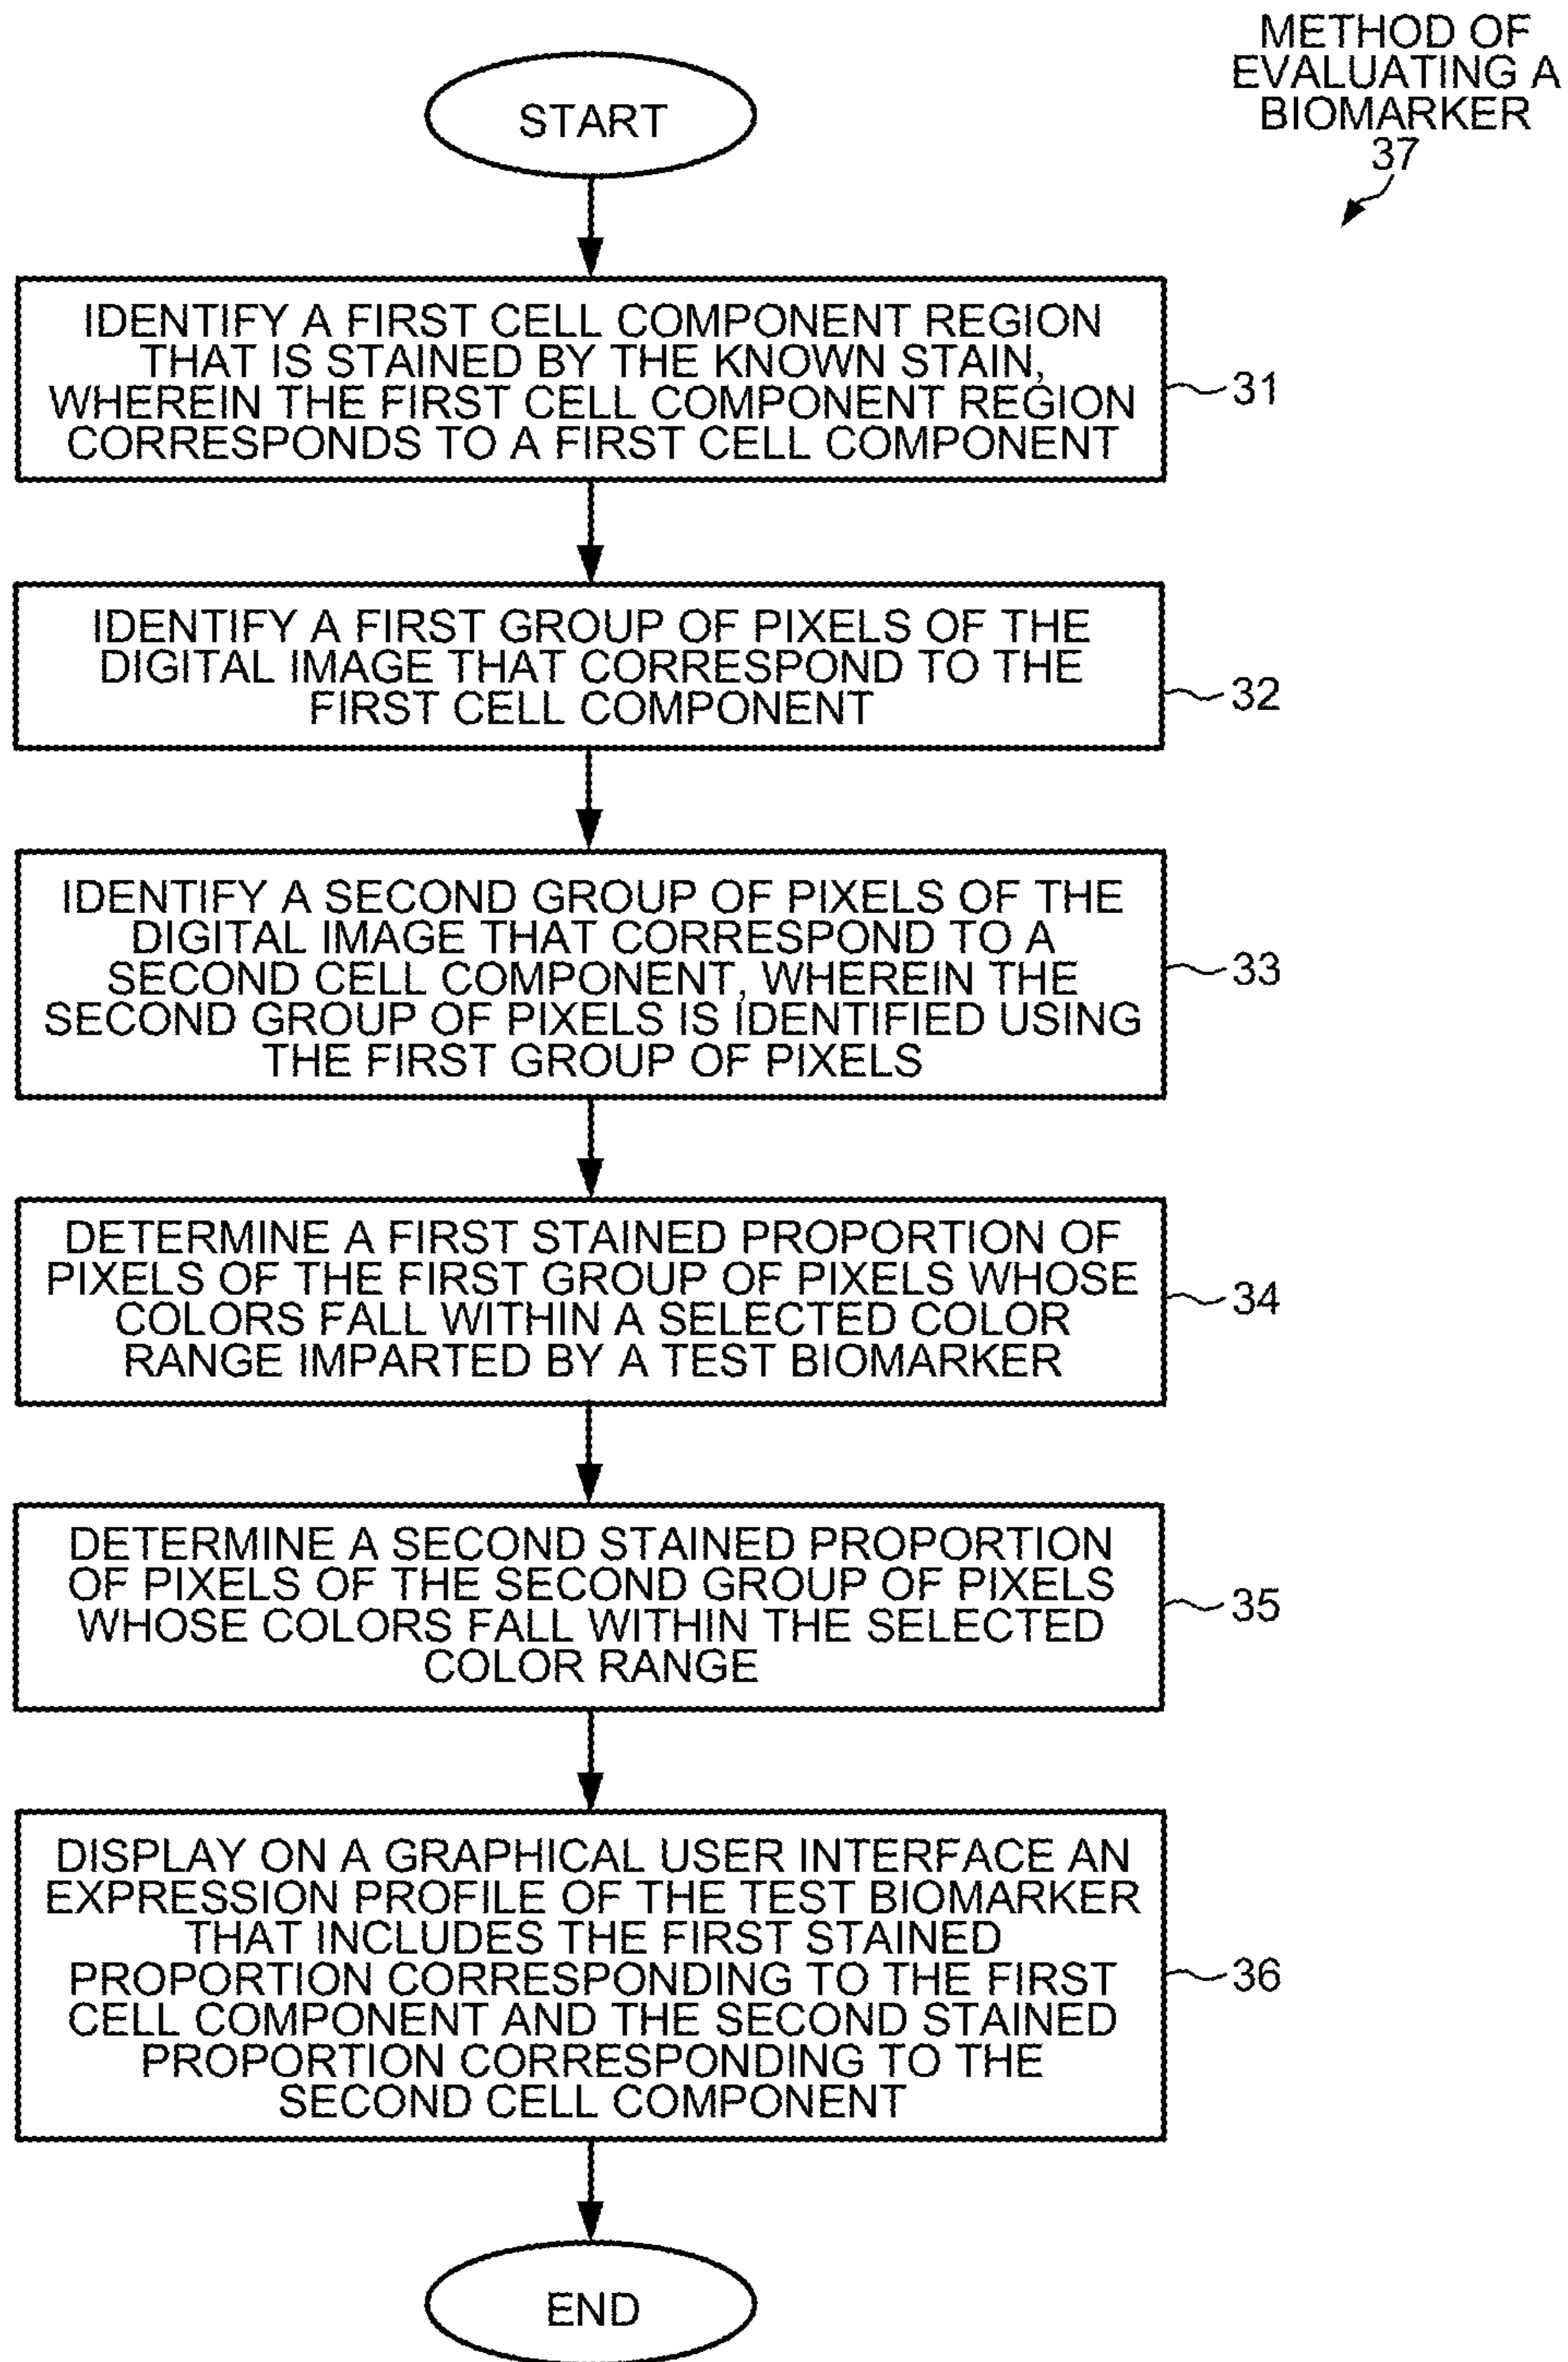 METHOD OF
EVALUATING A
BIOMARKER
37
START
IDENTIFY A FIRST CELL COMPONENT REGION
THAT IS STAINED BY THE KNOWN STAIN,
WHEREIN THE FIRST CELL COMPONENT REGION
CORRESPONDS TO A FIRST CELL COMPONENT
31
IDENTIFY A FIRST GROUP OF PIXELS OF THE
DIGITAL IMAGE THAT CORRESPOND TO THE
FIRST CELL COMPONENT
32
IDENTIFY A SECOND GROUP OF PIXELS OF THE
DIGITAL IMAGE THAT CORRESPOND TO A
SECOND CELL COMPONENT, WHEREIN THE
SECOND GROUP OF PIXELS IS IDENTIFIED USING
THE FIRST GROUP OF PIXELS
33
DETERMINE A FIRST STAINED PROPORTION OF
PIXELS OF THE FIRST GROUP OF PIXELS WHOSE
COLORS FALL WITHIN A SELECTED COLOR
RANGE IMPARTED BY A TEST BIOMARKER
34
DETERMINE A SECOND STAINED PROPORTION
OF PIXELS OF THE SECOND GROUP OF PIXELS
WHOSE COLORS FALL WITHIN THE SELECTED
COLOR RANGE
35
DISPLAY ON A GRAPHICAL USER INTERFACE AN
EXPRESSION PROFILE OF THE TEST BIOMARKER
THAT INCLUDES THE FIRST STAINED
PROPORTION CORRESPONDING TO THE FIRST
CELL COMPONENT AND THE SECOND STAINED
PROPORTION CORRESPONDING TO THE
SECOND CELL COMPONENT
36
END